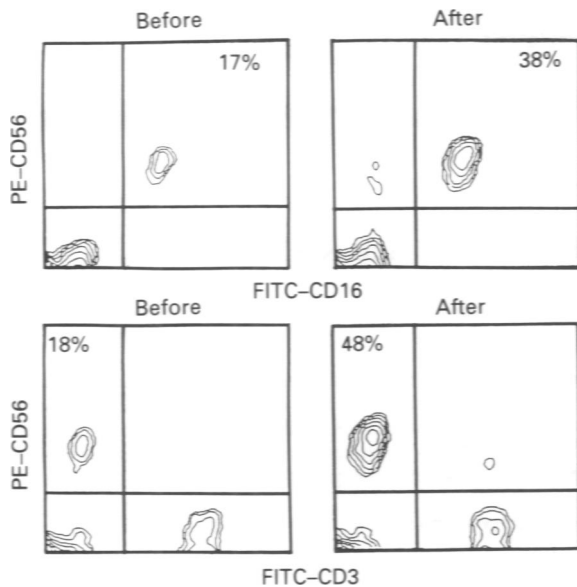 Before After
17% 38%
PE–CD56
FITC–CD16
Before After
18% 48%
PE–CD56
FITC–CD3